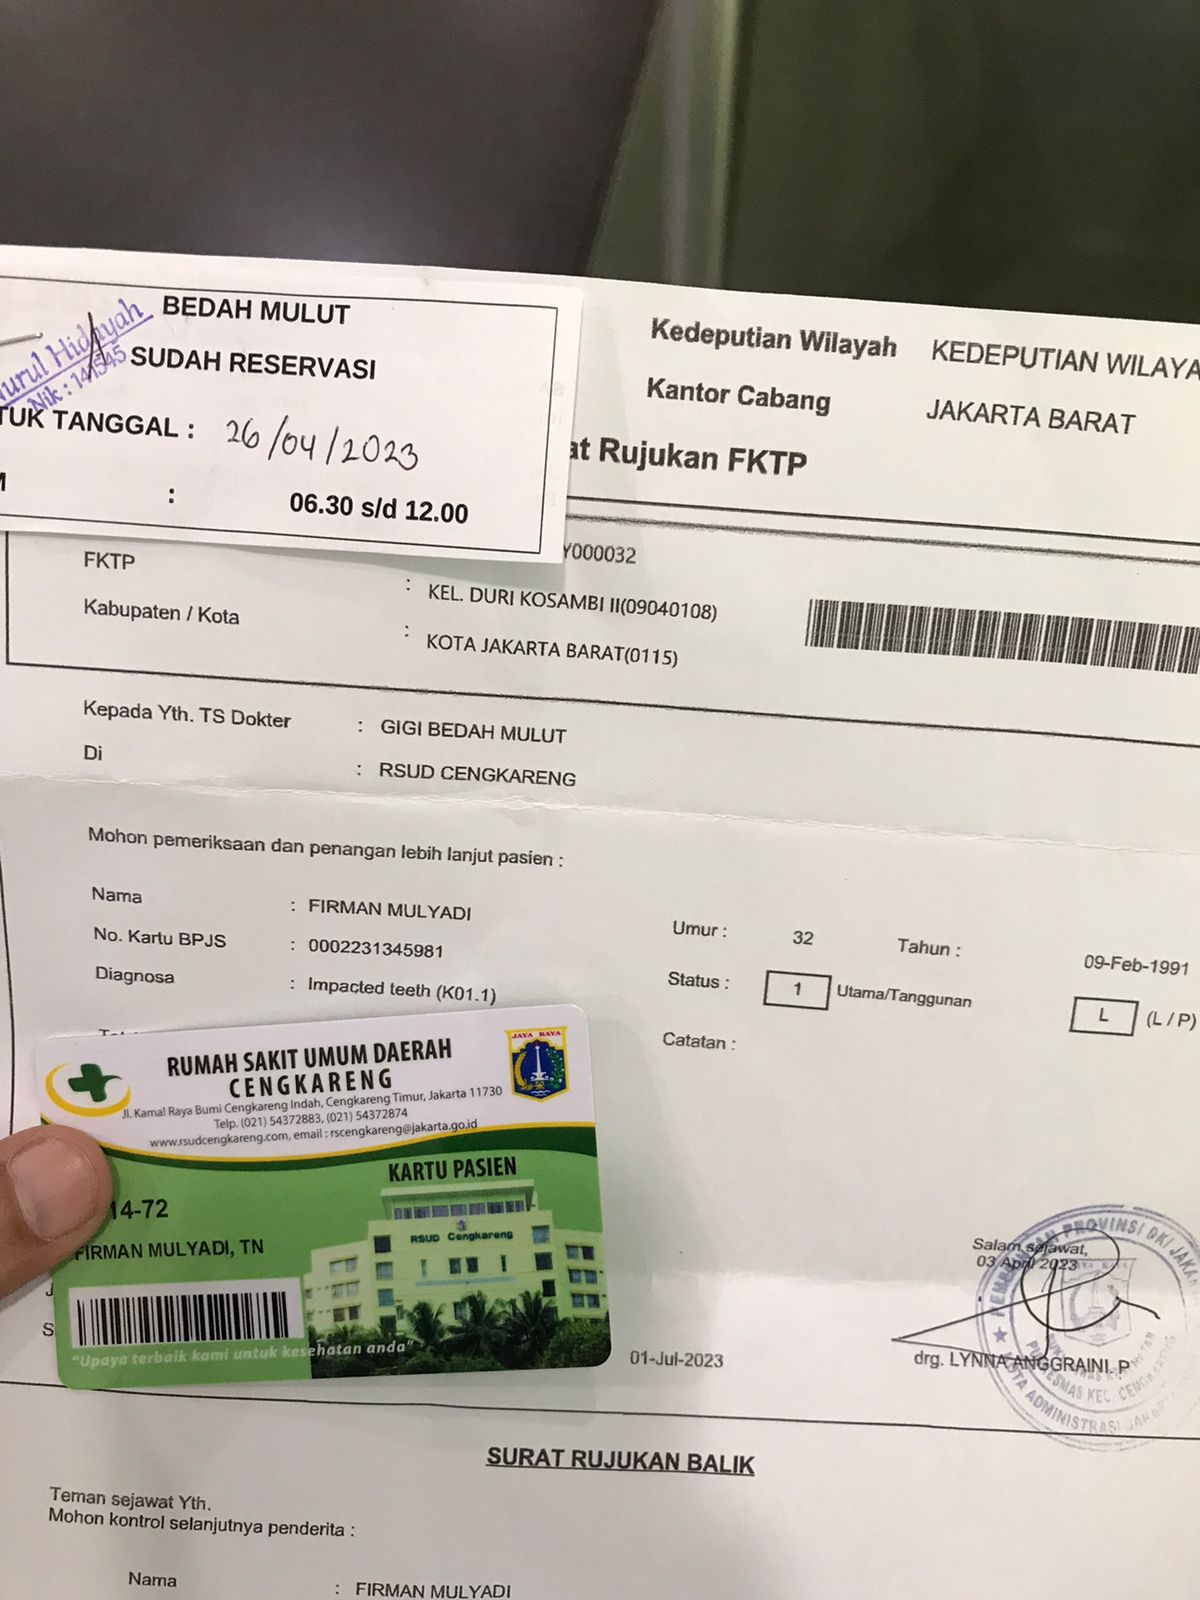 BEDAH MULUT
SUDAH RESERVASI
Nurul Hidayah
Nik : 141545
TANGGAL : 26/04/2023
: 06.30 s/d 12.00
Kedeputian Wilayah KEDEPUTIAN WILAYA
Kantor Cabang JAKARTA BARAT
Rujukan FKTP
Y000032
FKTP : KEL. DURI KOSAMBI II(09040108)
Kabupaten / Kota : KOTA JAKARTA BARAT(0115)
Kepada Yth. TS Dokter : GIGI BEDAH MULUT
Di : RSUD CENGKARENG
Mohon pemeriksaan dan penangan lebih lanjut pasien :
Nama : FIRMAN MULYADI
No. Kartu BPJS : 0002231345981
Diagnosa : Impacted teeth (K01.1)
Umur : 32 Tahun : 09-Feb-1991
Status : 1 Utama/Tanggunan L (L / P)
Catatan :
RUMAH SAKIT UMUM DAERAH
CENGKARENG
JAYA RAYA
Jl. Kamal Raya Bumi Cengkareng Indah, Cengkareng Timur, Jakarta 11730
Telp. (021) 54372883, (021) 54372874
www.rsudcengkareng.com, email : rscengkareng@jakarta.go.id
KARTU PASIEN
14-72
FIRMAN MULYADI, TN
RSUD Cengkareng
"Upaya terbaik kami untuk kesehatan anda"
Salam sejawat,
03 April 2023
01-Jul-2023
drg. LYNNA ANGGRAINI. P
PROVINSI DKI
PUSKESMAS KEC. CENGKARENG
KOTA ADMINISTRASI
SURAT RUJUKAN BALIK
Teman sejawat Yth.
Mohon kontrol selanjutnya penderita :
Nama : FIRMAN MULYADI